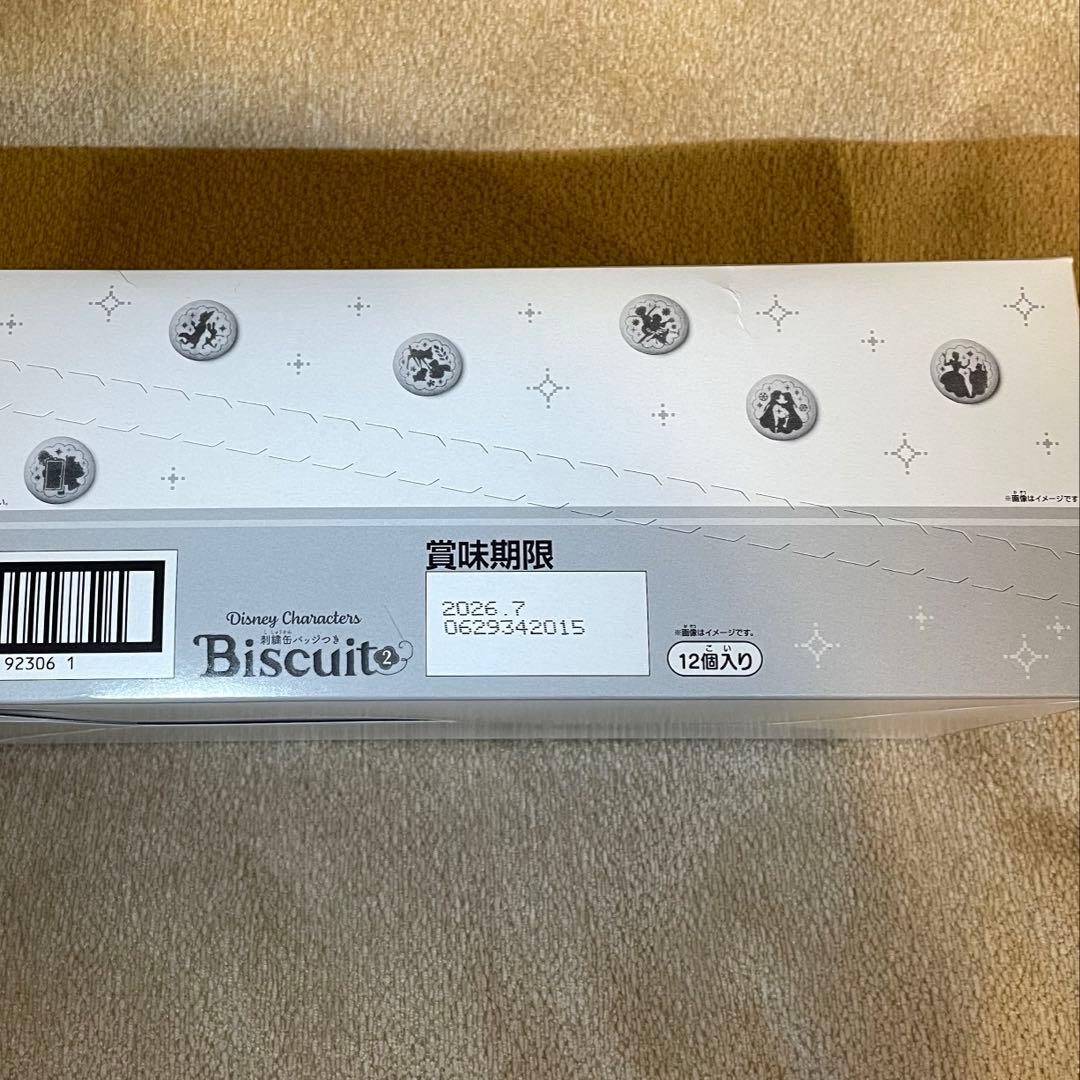 い。
※画像はイメージです
92306 1
Disney Characters
刺繍缶バッジつき
Biscuit 2
賞味期限
2026.7
0629342015
※画像はイメージです。
12個入り